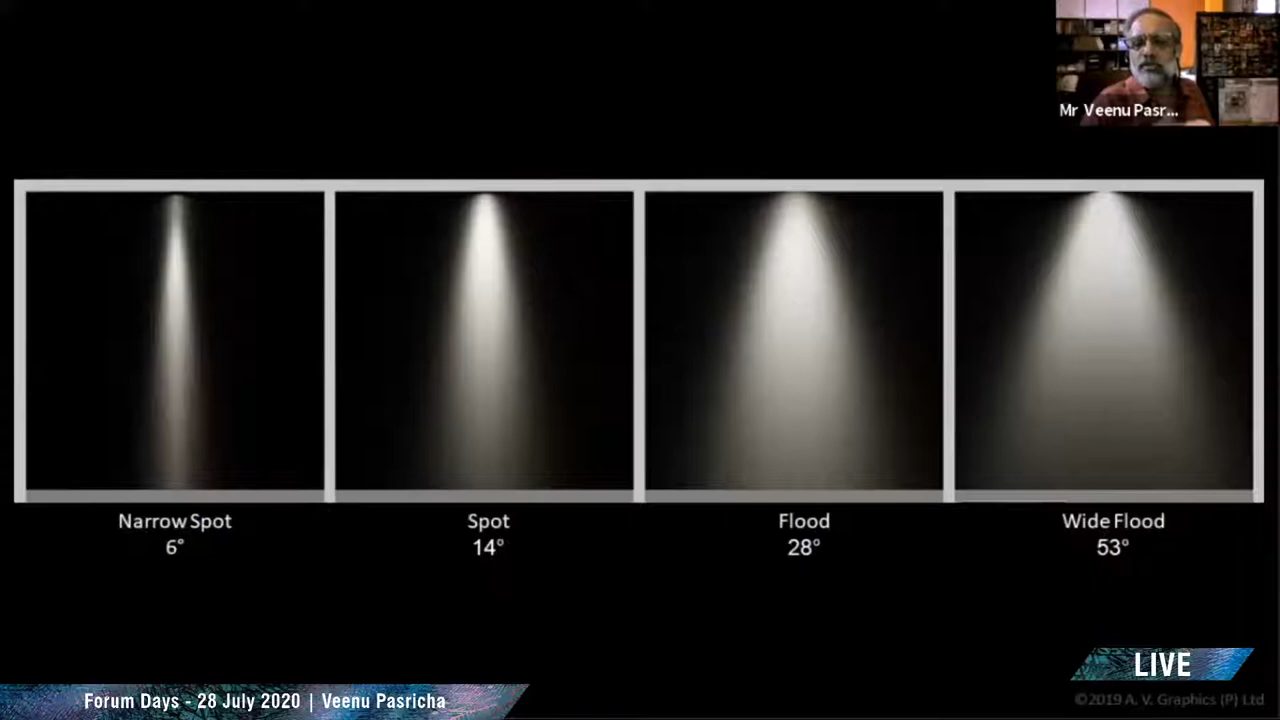 Mr Veenu Pasr...
Narrow Spot
6°
Spot
14°
Flood
28°
Wide Flood
53°
LIVE
Forum Days - 28 July 2020 | Veenu Pasricha
©2019 A. V. Graphics (P) Ltd